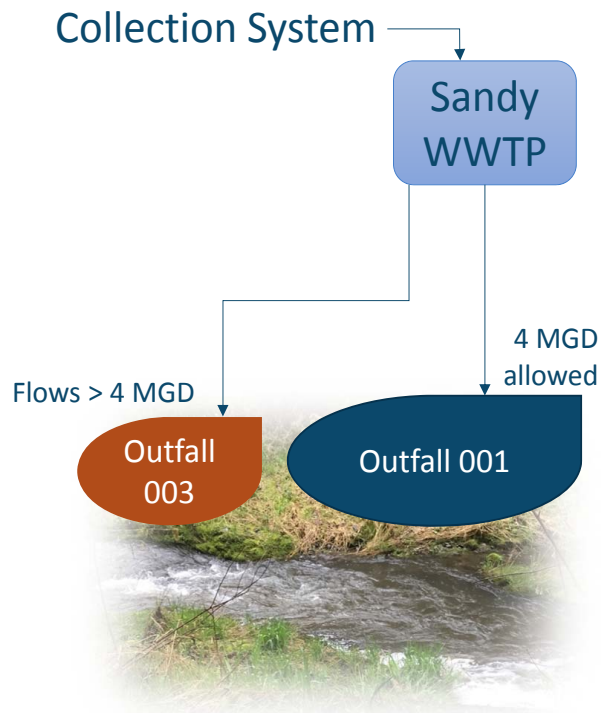 Collection System
Sandy
WWTP
4 MGD
allowed
Flows > 4 MGD
Outfall
003
Outfall 001